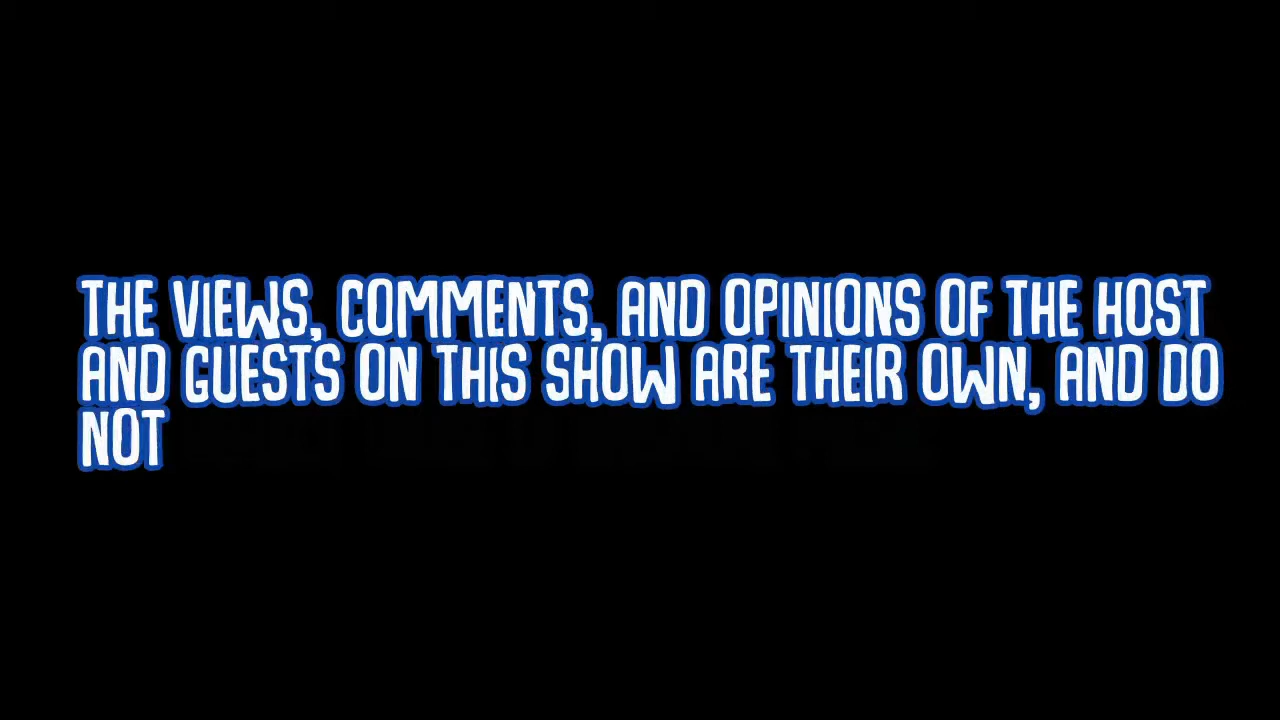 THE VIEWS, COMMENTS, AND OPINIONS OF THE HOST
AND GUESTS ON THIS SHOW ARE THEIR OWN, AND DO
NOT